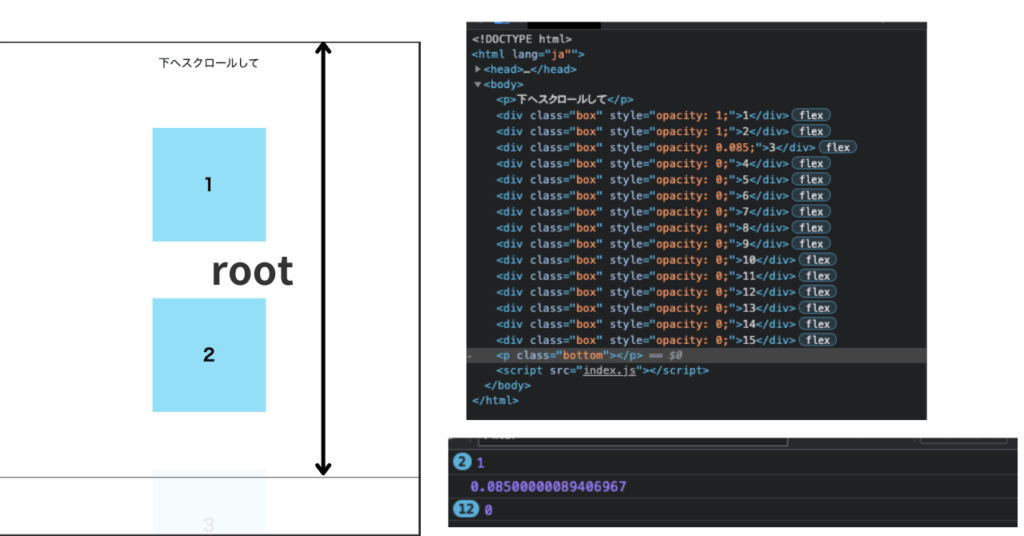 下へスクロールして
1
root
2
3
<!DOCTYPE html>
<html lang="ja"">
<head>…</head>
<body>
<p>下へスクロールして</p>
<div class="box" style="opacity: 1;">1</div> flex
<div class="box" style="opacity: 1;">2</div> flex
<div class="box" style="opacity: 0.085;">3</div> flex
<div class="box" style="opacity: 0;">4</div> flex
<div class="box" style="opacity: 0;">5</div> flex
<div class="box" style="opacity: 0;">6</div> flex
<div class="box" style="opacity: 0;">7</div> flex
<div class="box" style="opacity: 0;">8</div> flex
<div class="box" style="opacity: 0;">9</div> flex
<div class="box" style="opacity: 0;">10</div> flex
<div class="box" style="opacity: 0;">11</div> flex
<div class="box" style="opacity: 0;">12</div> flex
<div class="box" style="opacity: 0;">13</div> flex
<div class="box" style="opacity: 0;">14</div> flex
<div class="box" style="opacity: 0;">15</div> flex
<p class="bottom"></p> == $0
<script src="index.js"></script>
</body>
</html>
2 1
0.08500000089406967
12 0